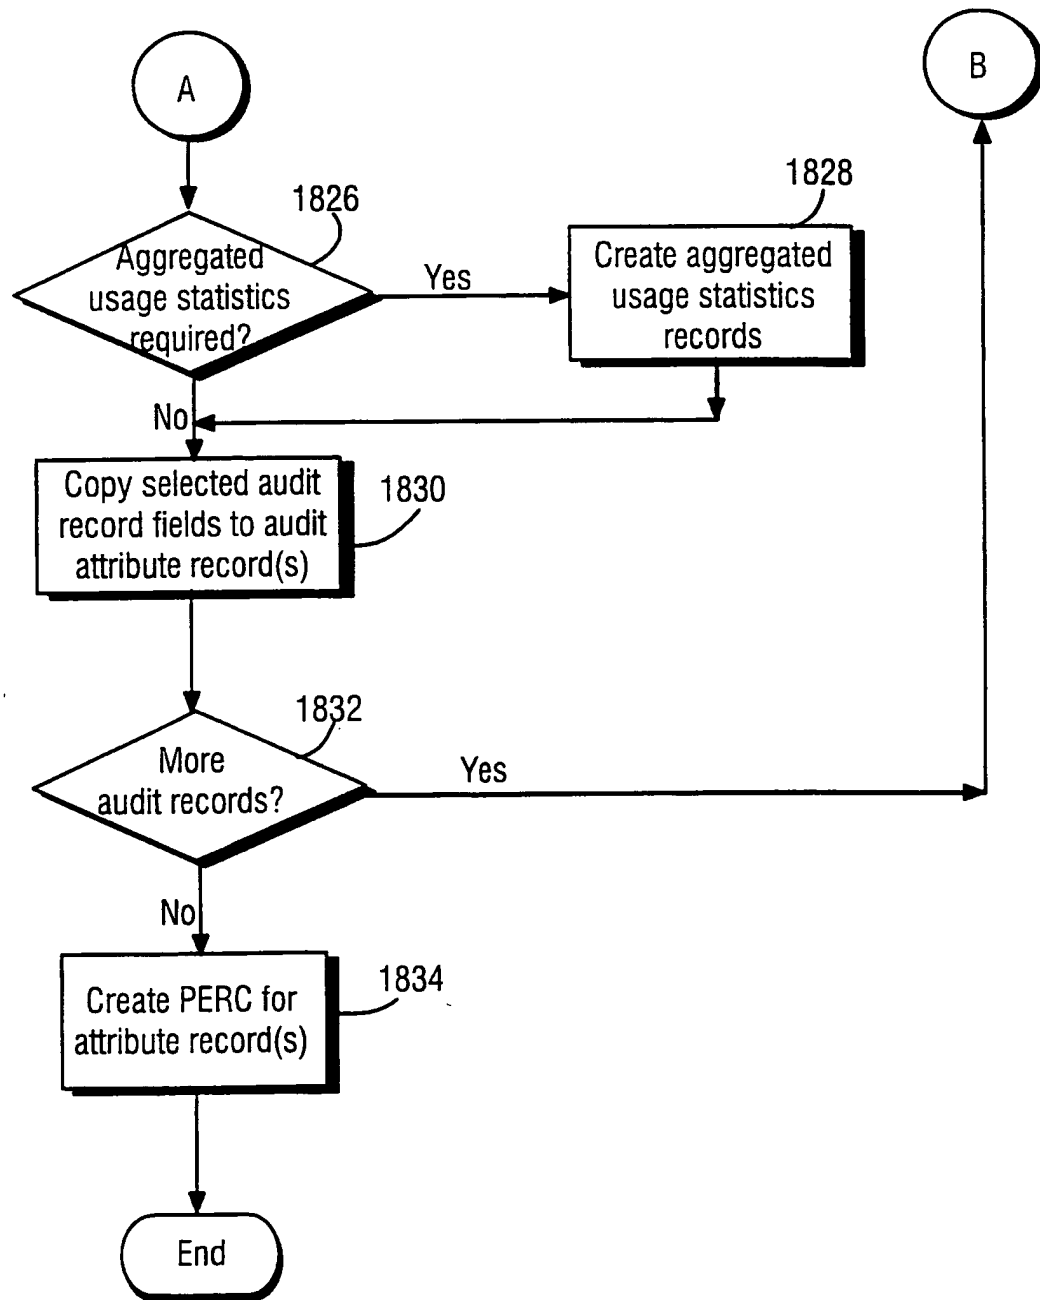 A
B
1826
1828
Aggregated
usage statistics
required?
Yes
Create aggregated
usage statistics
records
No
Copy selected audit
record fields to audit
attribute record(s)
1830
1832
More
audit records?
Yes
No
1834
Create PERC for
attribute record(s)
End